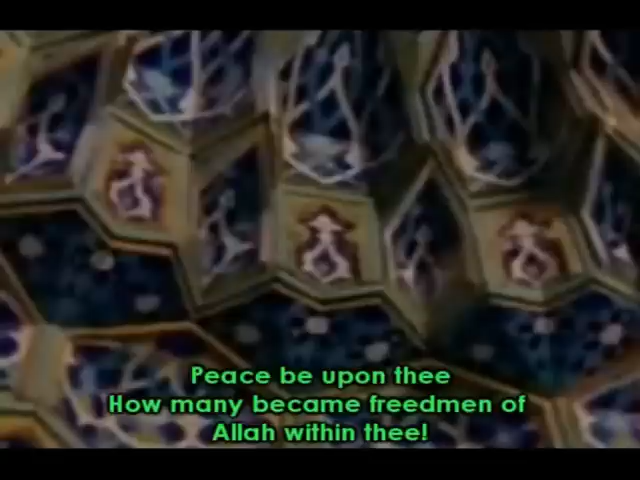 Peace be upon thee
How many became freedmen of
Allah within thee!